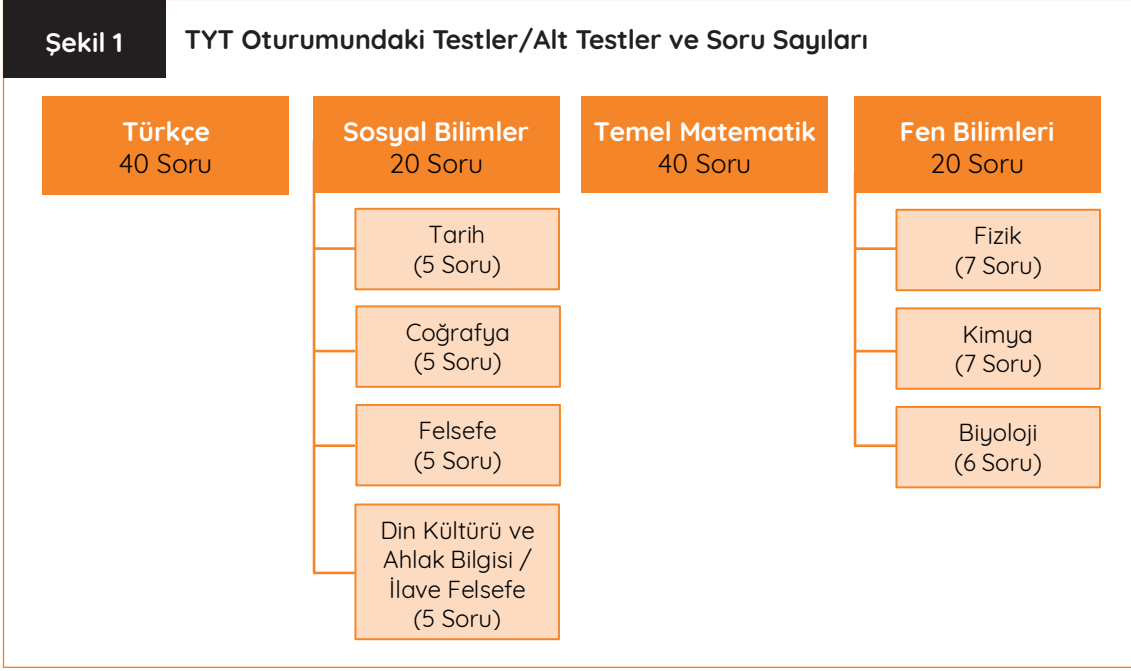 Şekil 1
TYT Oturumundaki Testler/Alt Testler ve Soru Sayıları
Türkçe
40 Soru
Sosyal Bilimler
20 Soru
Tarih
(5 Soru)
Coğrafya
(5 Soru)
Felsefe
(5 Soru)
Din Kültürü ve
Ahlak Bilgisi /
İlave Felsefe
(5 Soru)
Temel Matematik
40 Soru
Fen Bilimleri
20 Soru
Fizik
(7 Soru)
Kimya
(7 Soru)
Biyoloji
(6 Soru)